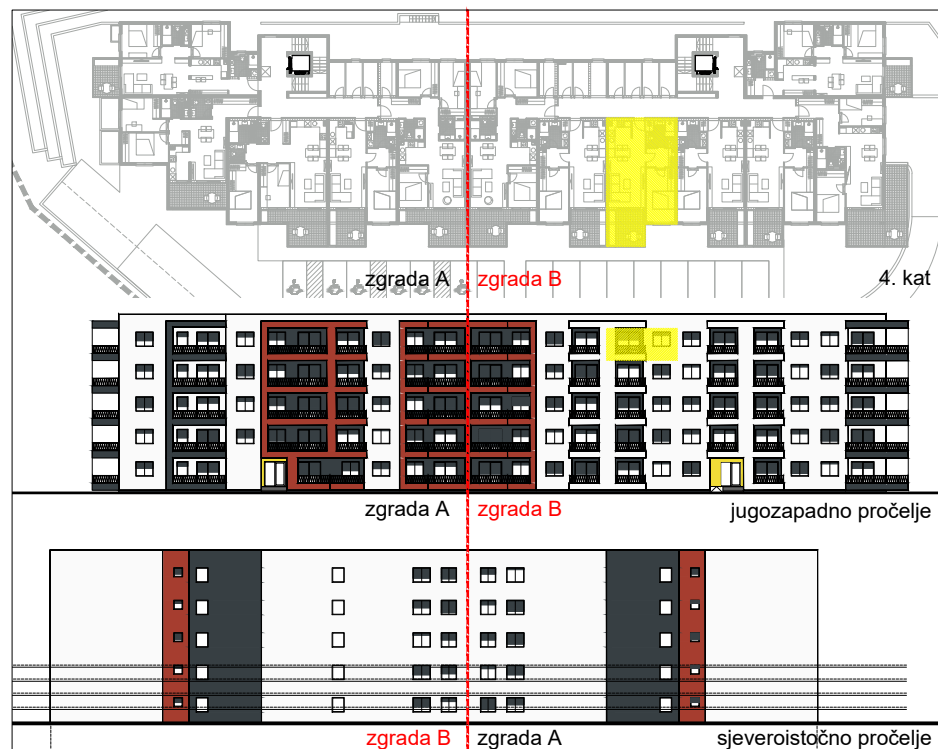 zgrada A zgrada B 4. kat
zgrada A zgrada B jugozapadno pročelje
zgrada B zgrada A sjeveroistočno pročelje